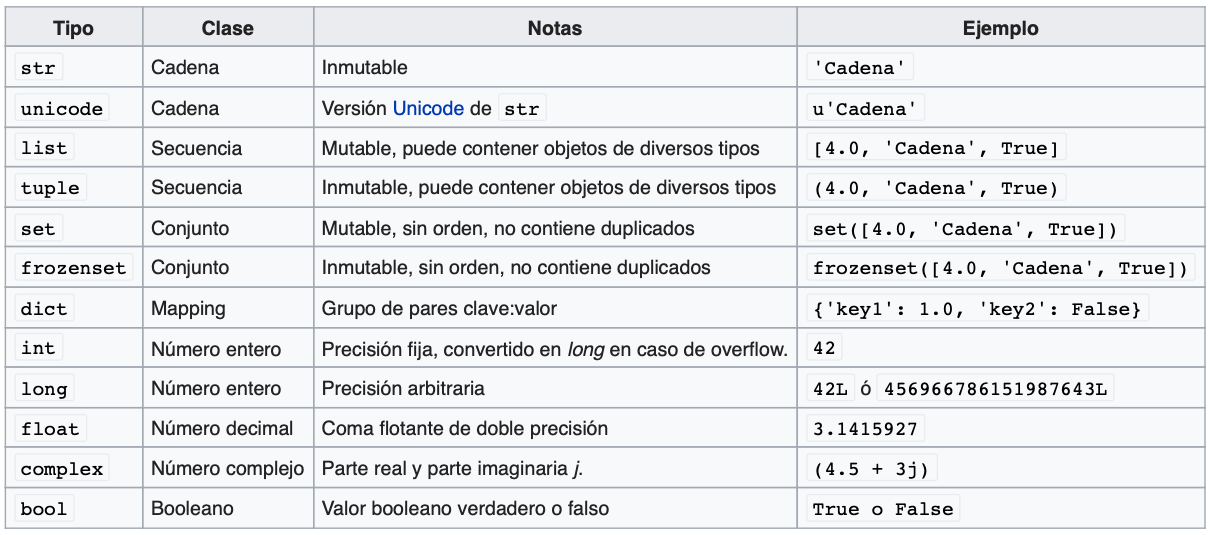 Tipo Clase Notas Ejemplo
str Cadena Inmutable 'Cadena'
unicode Cadena Versión Unicode de str u'Cadena'
list Secuencia Mutable, puede contener objetos de diversos tipos [4.0, 'Cadena', True]
tuple Secuencia Inmutable, puede contener objetos de diversos tipos (4.0, 'Cadena', True)
set Conjunto Mutable, sin orden, no contiene duplicados set([4.0, 'Cadena', True])
frozenset Conjunto Inmutable, sin orden, no contiene duplicados frozenset([4.0, 'Cadena', True])
dict Mapping Grupo de pares clave:valor {'key1': 1.0, 'key2': False}
int Número entero Precisión fija, convertido en long en caso de overflow. 42
long Número entero Precisión arbitraria 42L ó 456966786151987643L
float Número decimal Coma flotante de doble precisión 3.1415927
complex Número complejo Parte real y parte imaginaria j. (4.5 + 3j)
bool Booleano Valor booleano verdadero o falso True o False